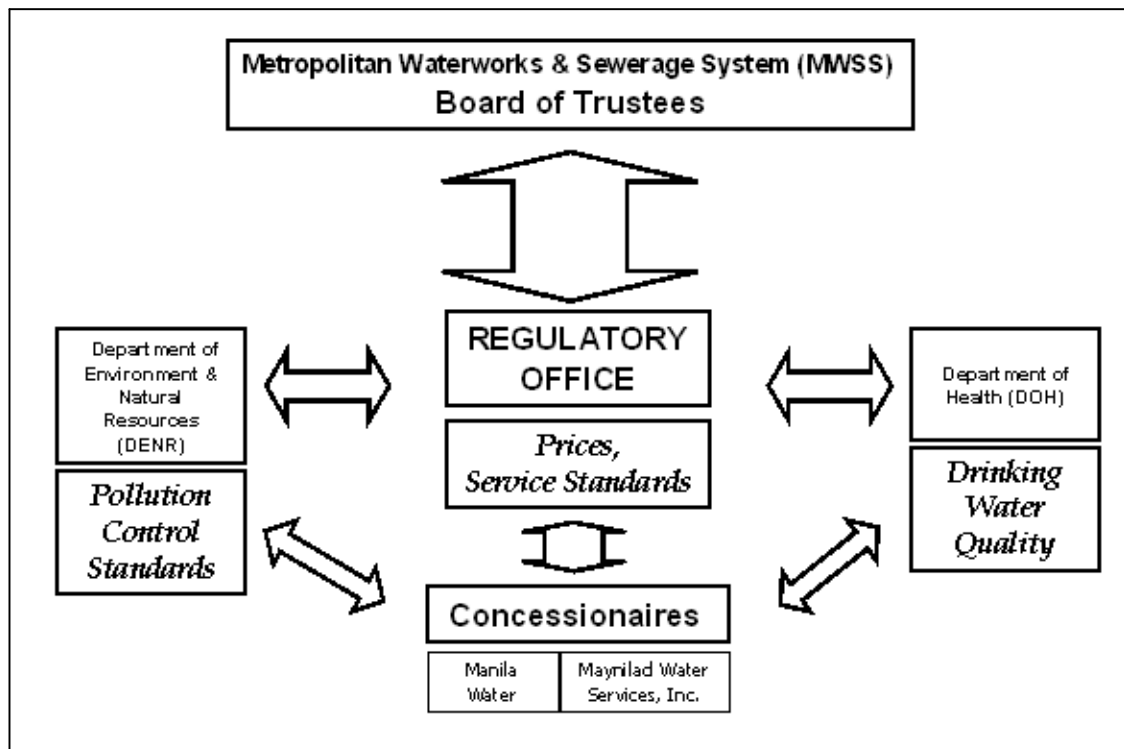 Metropolitan Waterworks & Sewerage System (MWSS)
Board of Trustees
Department of
Environment &
Natural
Resources
(DENR)
Pollution
Control
Standards
REGULATORY
OFFICE
Prices,
Service Standards
Department of
Health (DOH)
Drinking
Water
Quality
Concessionaires
Manila
Water
Maynilad Water
Services, Inc.